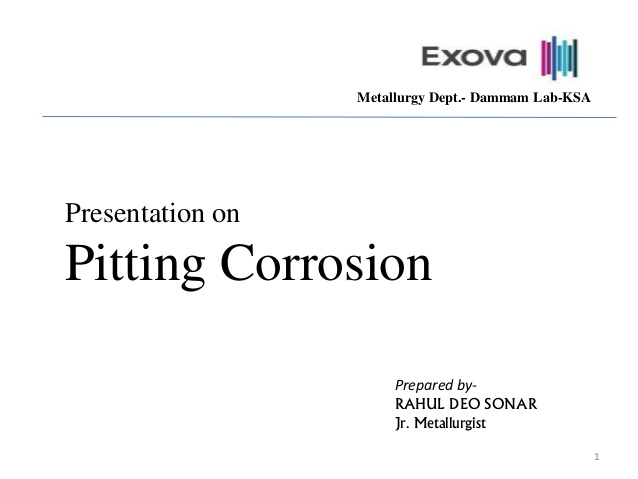 Exova
Metallurgy Dept.- Dammam Lab-KSA
Presentation on
Pitting Corrosion
Prepared by-
RAHUL DEO SONAR
Jr. Metallurgist
1